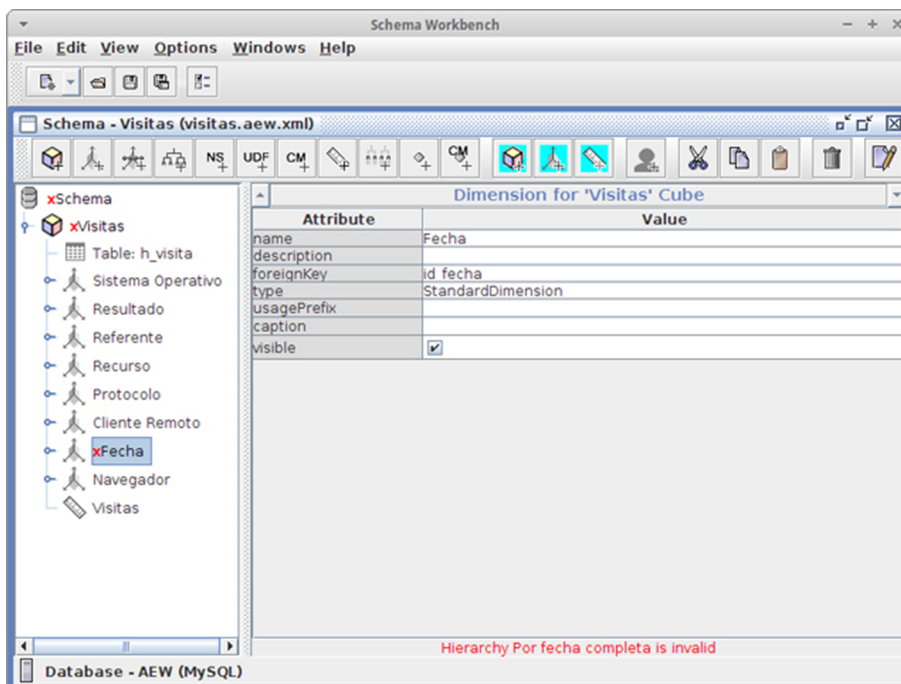 Schema Workbench
File Edit View Options Windows Help
Schema - Visitas (visitas.aew.xml)
NS UDF CM CM
xSchema
xVisitas
Table: h_visita
Sistema Operativo
Resultado
Referente
Recurso
Protocolo
Cliente Remoto
xFecha
Navegador
Visitas
Dimension for 'Visitas' Cube
Attribute Value
name Fecha
description
foreignKey id_fecha
type StandardDimension
usagePrefix
caption
visible
Hierarchy Por fecha completa is invalid
Database - AEW (MySQL)